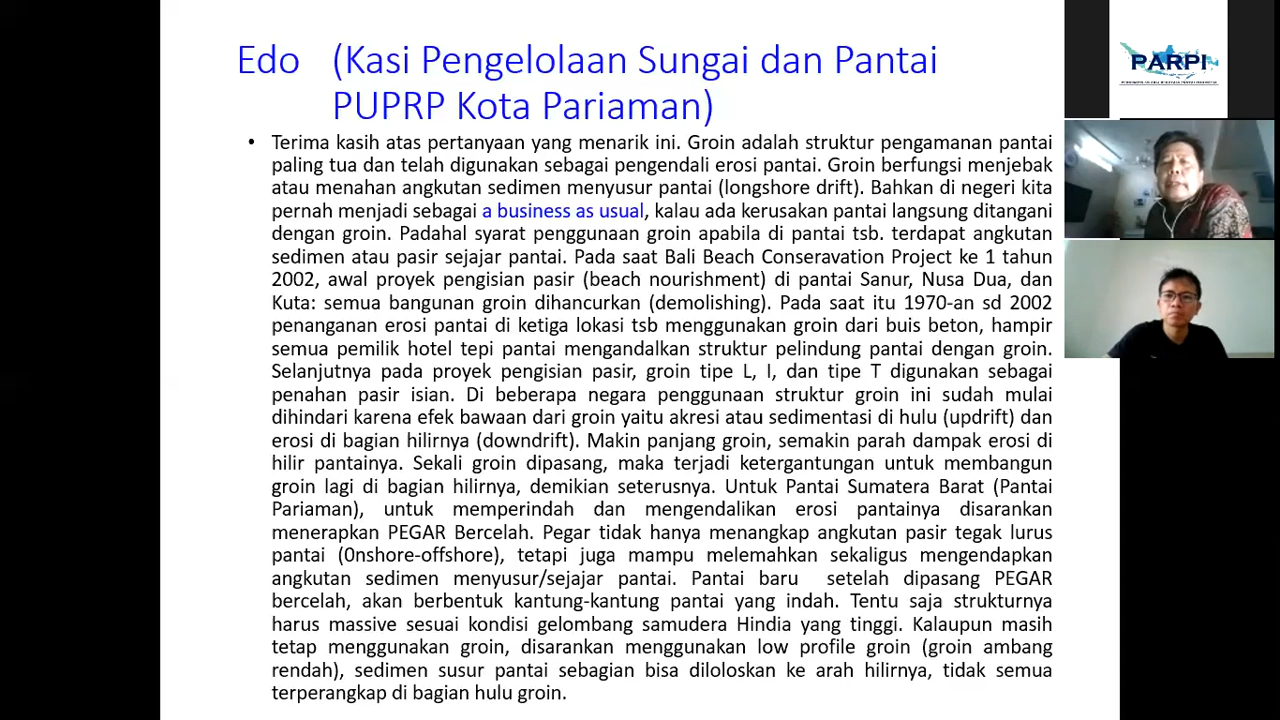 Edo (Kasi Pengelolaan Sungai dan Pantai
PUPRP Kota Pariaman)
• Terima kasih atas pertanyaan yang menarik ini. Groin adalah struktur pengamanan pantai
paling tua dan telah digunakan sebagai pengendali erosi pantai. Groin berfungsi menjebak
atau menahan angkutan sedimen menyusur pantai (longshore drift). Bahkan di negeri kita
pernah menjadi sebagai a business as usual, kalau ada kerusakan pantai langsung ditangani
dengan groin. Padahal syarat penggunaan groin apabila di pantai tsb. terdapat angkutan
sedimen atau pasir sejajar pantai. Pada saat Bali Beach Conseravation Project ke 1 tahun
2002, awal proyek pengisian pasir (beach nourishment) di pantai Sanur, Nusa Dua, dan
Kuta: semua bangunan groin dihancurkan (demolishing). Pada saat itu 1970-an sd 2002
penanganan erosi pantai di ketiga lokasi tsb menggunakan groin dari buis beton, hampir
semua pemilik hotel tepi pantai mengandalkan struktur pelindung pantai dengan groin.
Selanjutnya pada proyek pengisian pasir, groin tipe L, I, dan tipe T digunakan sebagai
penahan pasir isian. Di beberapa negara penggunaan struktur groin ini sudah mulai
dihindari karena efek bawaan dari groin yaitu akresi atau sedimentasi di hulu (updrift) dan
erosi di bagian hilirnya (downdrift). Makin panjang groin, semakin parah dampak erosi di
hilir pantainya. Sekali groin dipasang, maka terjadi ketergantungan untuk membangun
groin lagi di bagian hilirnya, demikian seterusnya. Untuk Pantai Sumatera Barat (Pantai
Pariaman), untuk memperindah dan mengendalikan erosi pantainya disarankan
menerapkan PEGAR Bercelah. Pegar tidak hanya menangkap angkutan pasir tegak lurus
pantai (0nshore-offshore), tetapi juga mampu melemahkan sekaligus mengendapkan
angkutan sedimen menyusur/sejajar pantai. Pantai baru setelah dipasang PEGAR
bercelah, akan berbentuk kantung-kantung pantai yang indah. Tentu saja strukturnya
harus massive sesuai kondisi gelombang samudera Hindia yang tinggi. Kalaupun masih
tetap menggunakan groin, disarankan menggunakan low profile groin (groin ambang
rendah), sedimen susur pantai sebagian bisa diloloskan ke arah hilirnya, tidak semua
terperangkap di bagian hulu groin.
PARPI